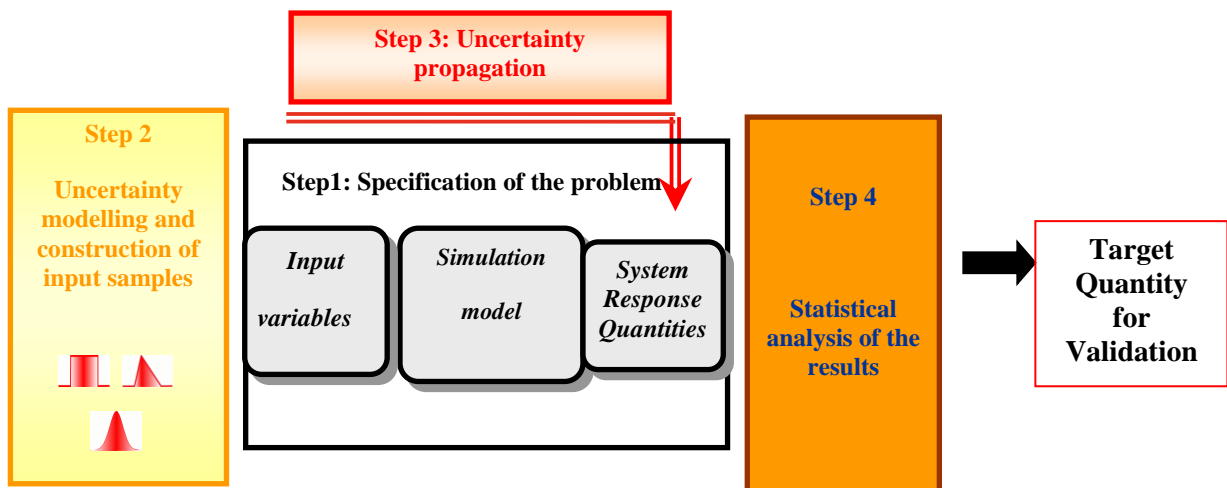 Step 3: Uncertainty
propagation
Step 2
Uncertainty
modelling and
construction of
input samples
Step1: Specification of the problem
Input
variables
Simulation
model
System
Response
Quantities
Step 4
Statistical
analysis of the
results
Target
Quantity
for
Validation